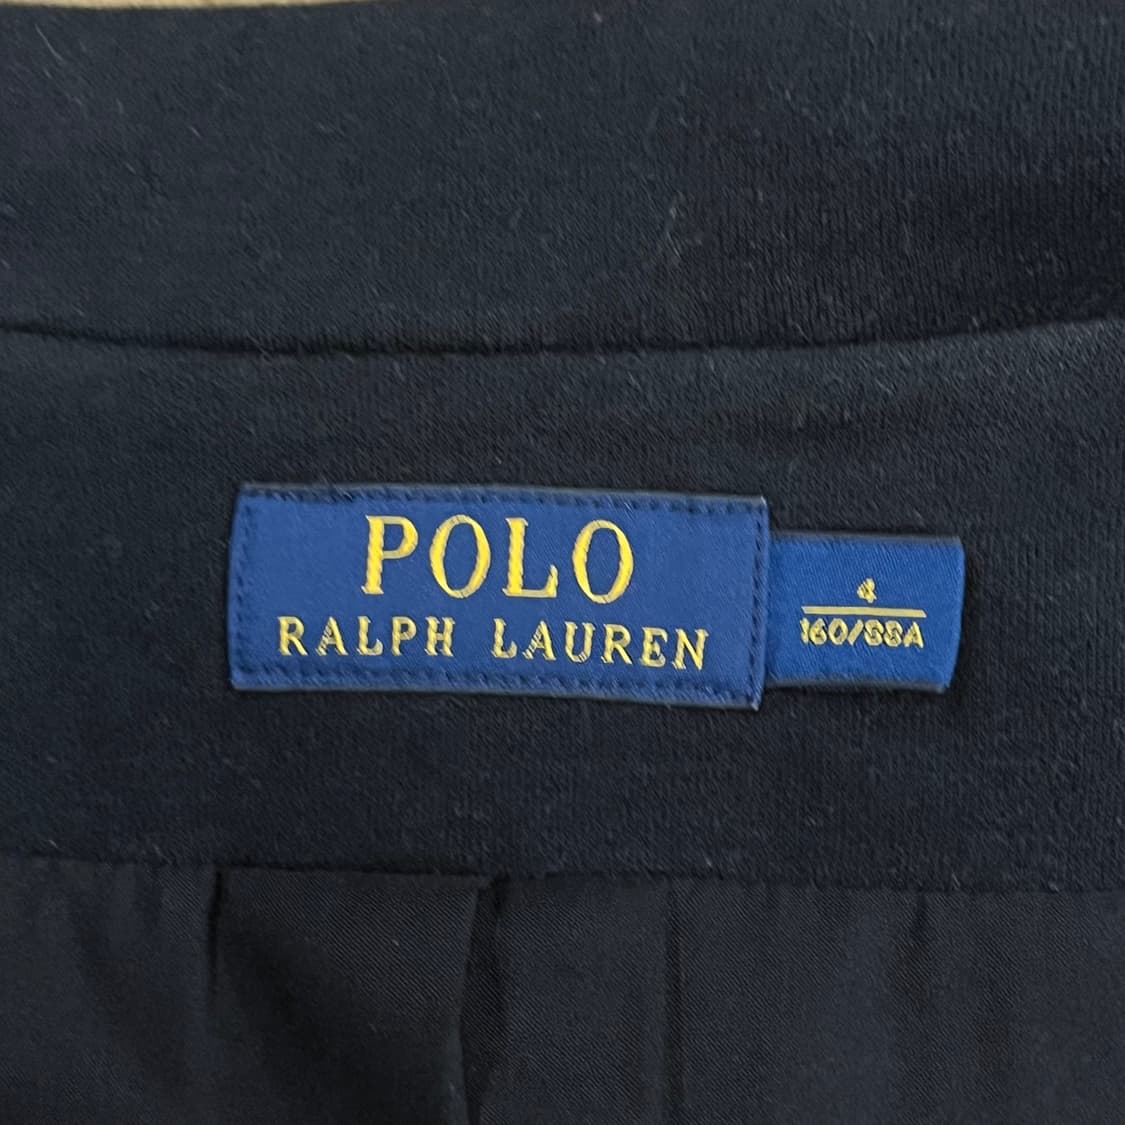 POLO
RALPH LAUREN
4
160/88A